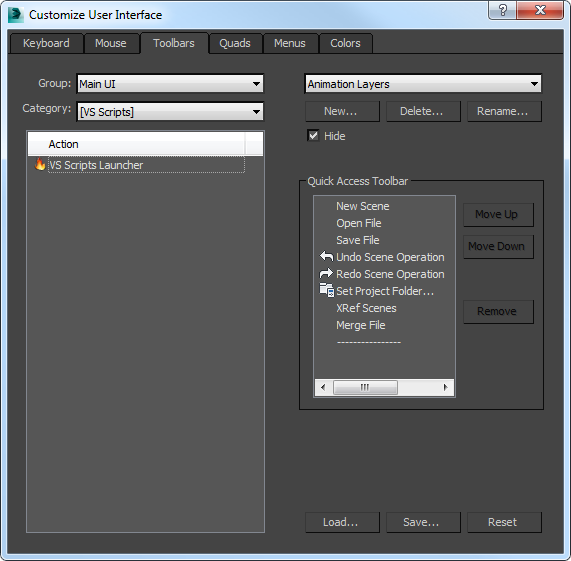 Customize User Interface
Keyboard Mouse Toolbars Quads Menus Colors
Group: Main UI
Category: [VS Scripts]
Action
VS Scripts Launcher
Animation Layers
New... Delete... Rename...
Hide
Quick Access Toolbar
New Scene
Open File
Save File
Undo Scene Operation
Redo Scene Operation
Set Project Folder...
XRef Scenes
Merge File
----------------
Move Up
Move Down
Remove
Load... Save... Reset